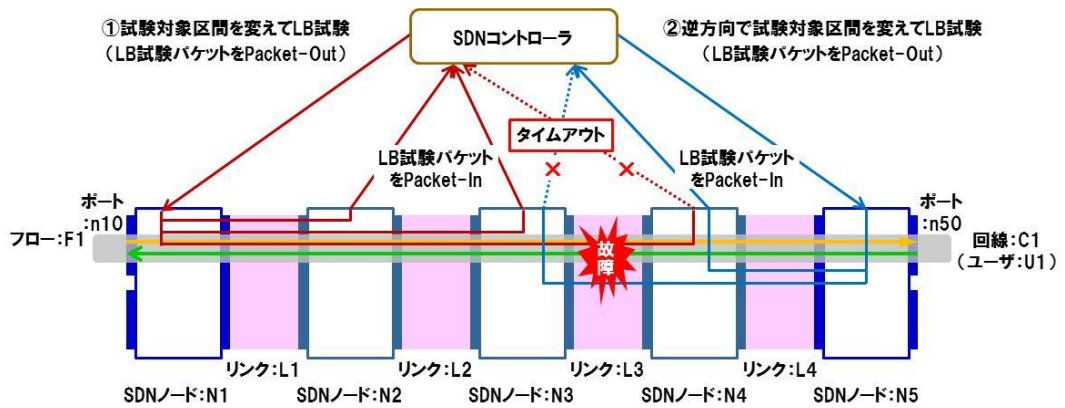 ①試験対象区間を変えてLB試験
（LB試験パケットをPacket-Out）
SDNコントローラ
②逆方向で試験対象区間を変えてLB試験
（LB試験パケットをPacket-Out）
タイムアウト
LB試験パケット
をPacket-In
LB試験パケット
をPacket-In
ポート
:n10
ポート
:n50
フロー:F1
故障
回線:C1
（ユーザ:U1）
リンク:L1
リンク:L2
リンク:L3
リンク:L4
SDNノード:N1
SDNノード:N2
SDNノード:N3
SDNノード:N4
SDNノード:N5